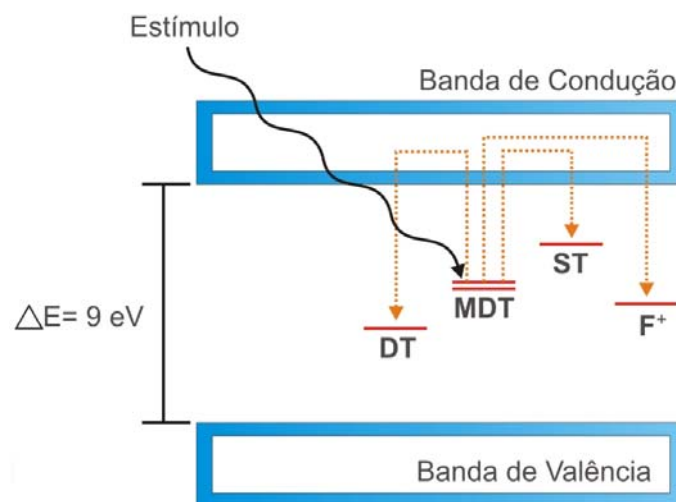 Estímulo
Banda de Condução
ST
MDT
F⁺
DT
△E= 9 eV
Banda de Valência